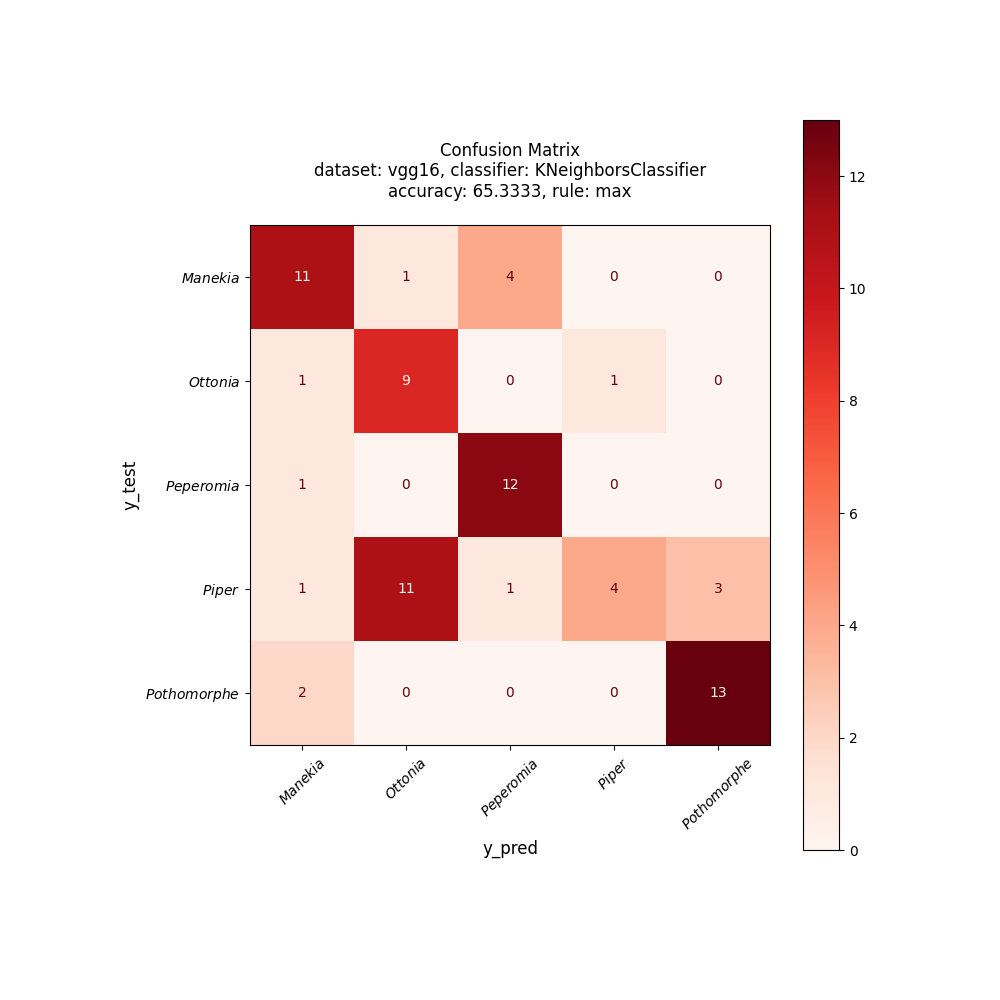 Confusion Matrix
dataset: vgg16, classifier: KNeighborsClassifier
accuracy: 65.3333, rule: max
y_test
Manekia 11 1 4 0 0
Ottonia 1 9 0 1 0
Peperomia 1 0 12 0 0
Piper 1 11 1 4 3
Pothomorphe 2 0 0 0 13
Manekia Ottonia Peperomia Piper Pothomorphe
y_pred
12
10
8
6
4
2
0